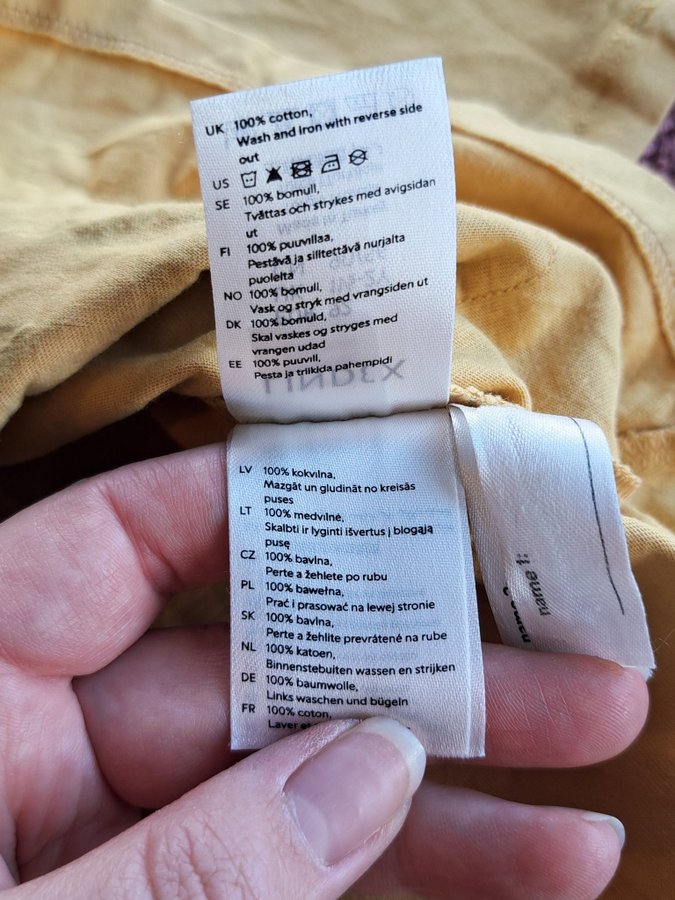 UK 100% cotton,
Wash and iron with reverse side
out
US
SE 100% bomull,
Tvättas och strykes med avigsidan
ut
FI 100% puuvillaa,
Pestävä ja silitettävä nurjalta
puolelta
NO 100% bomull,
Vask og stryk med vrangsiden ut
DK 100% bomuld,
Skal vaskes og stryges med
vrangen udad
EE 100% puuvill,
Pesta ja triikida pahempidi
LINDEX
LV 100% kokvilna,
Mazgāt un gludināt no kreisās
puses
LT 100% medvilnė,
Skalbti ir lyginti išvertus į blogąją
pusę
CZ 100% bavlna,
Perte a žehlete po rubu
PL 100% bawełna,
Prać i prasować na lewej stronie
SK 100% bavlna,
Perte a žehlite prevrátené na rube
NL 100% katoen,
Binnenstebuiten wassen en strijken
DE 100% baumwolle,
Links waschen und bügeln
FR 100% coton,
Laver
name